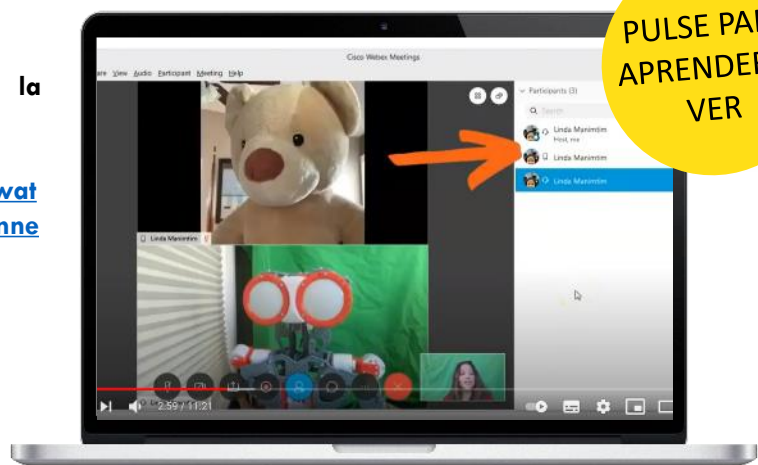 la
wat
nne
PULSE PA
APRENDE
VER
Cisco Webex Meetings
are View Audio Participant Meeting Help
Participants (3)
Search
Linda Manimtim
Host, me
Linda Manimtim
Linda Manimtim
Linda Manimtim
2:59 / 11:21